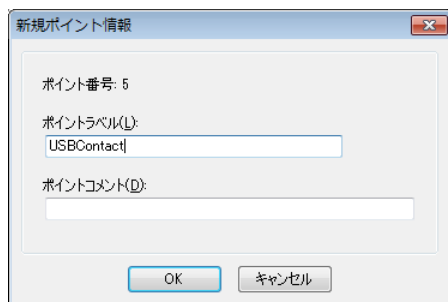 新規ポイント情報
ポイント番号: 5
ポイントラベル(L):
USBContact
ポイントコメント(D):
OK キャンセル